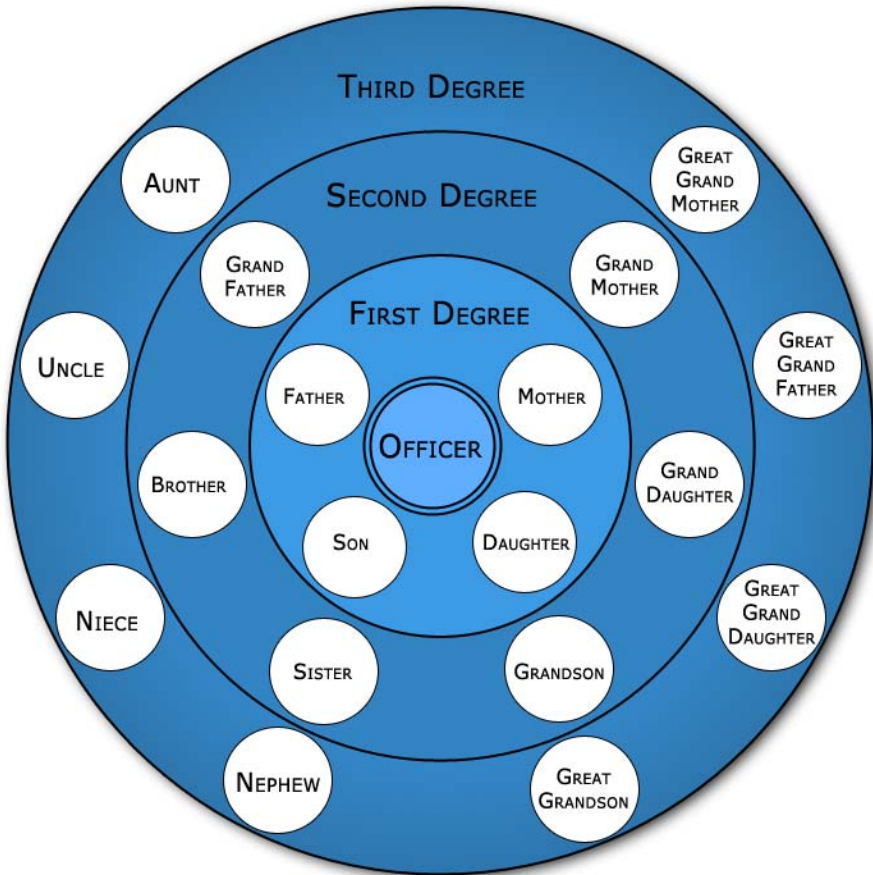 THIRD DEGREE
AUNT
GREAT
GRAND
MOTHER
SECOND DEGREE
GRAND
FATHER
GRAND
MOTHER
FIRST DEGREE
UNCLE
GREAT
GRAND
FATHER
FATHER
MOTHER
OFFICER
BROTHER
GRAND
DAUGHTER
SON
DAUGHTER
NIECE
GREAT
GRAND
DAUGHTER
SISTER
GRANDSON
NEPHEW
GREAT
GRANDSON